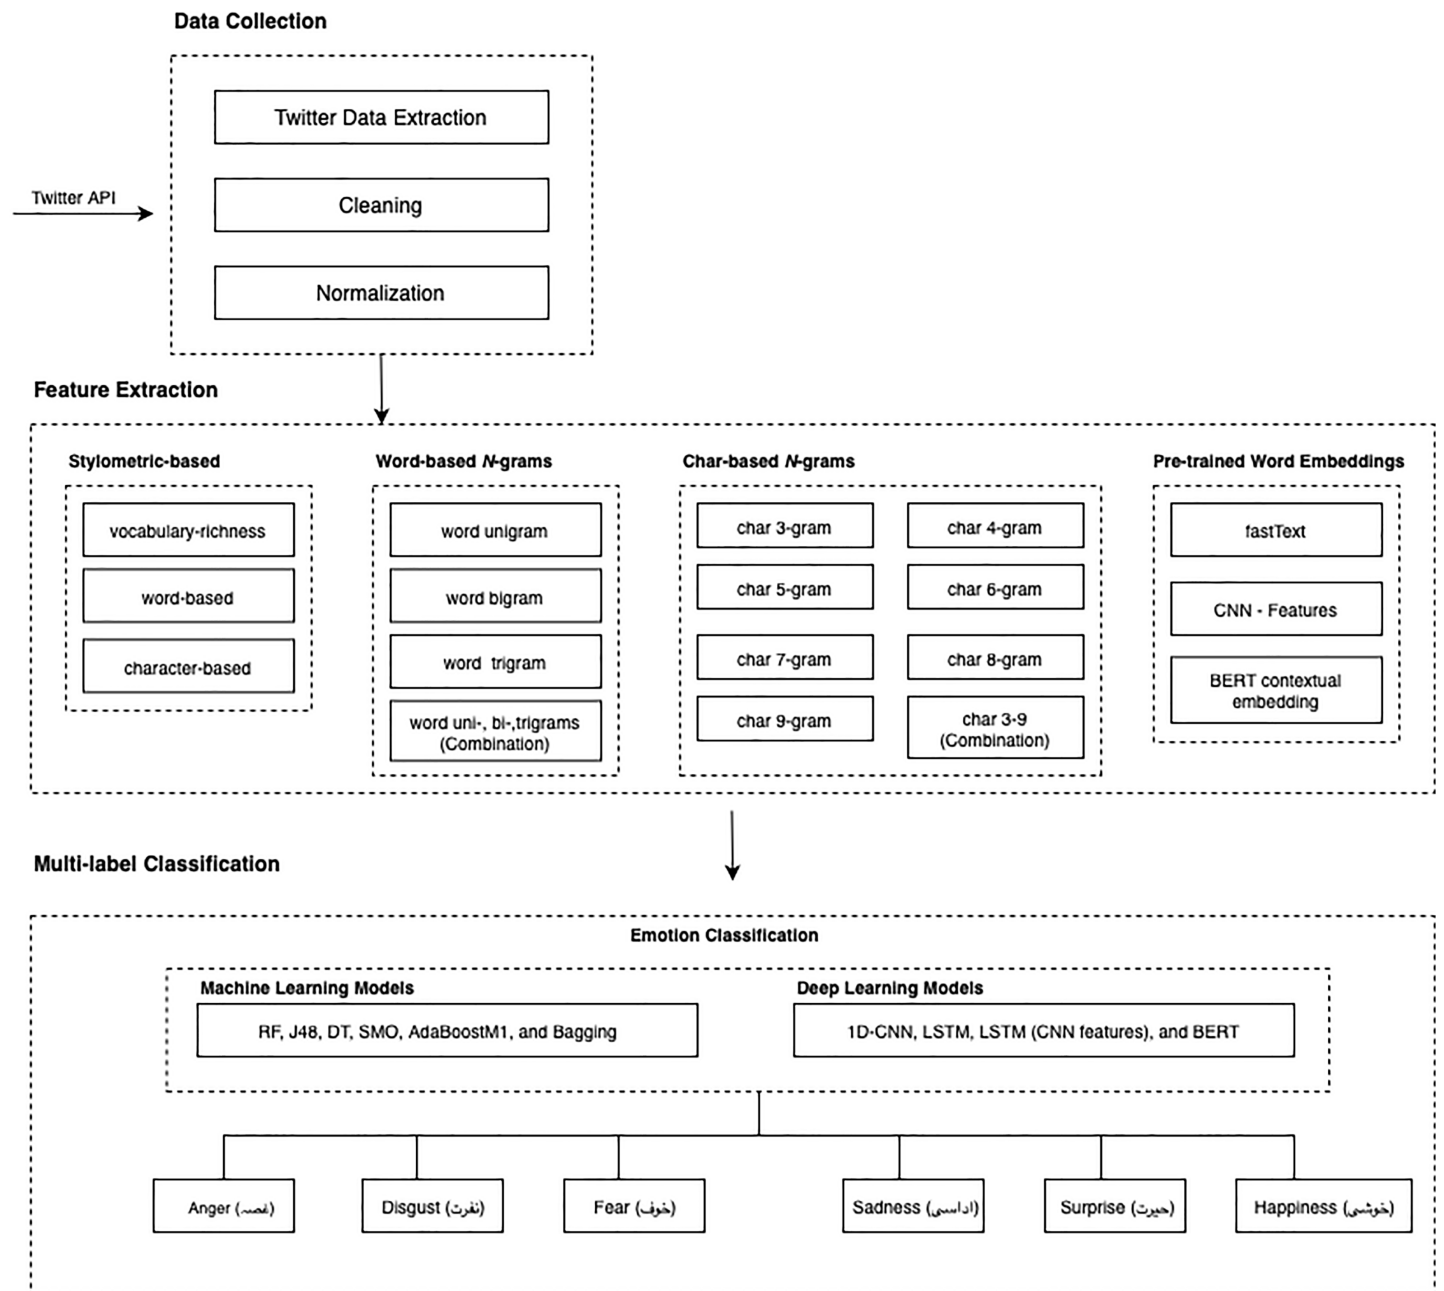 Data Collection
Twitter Data Extraction
Twitter API
Cleaning
Normalization
Feature Extraction
Stylometric-based
vocabulary-richness
word-based
character-based
Word-based N-grams
word unigram
word bigram
word trigram
word uni-, bi-,trigrams
(Combination)
Char-based N-grams
char 3-gram
char 4-gram
char 5-gram
char 6-gram
char 7-gram
char 8-gram
char 9-gram
char 3-9
(Combination)
Pre-trained Word Embeddings
fastText
CNN - Features
BERT contextual
embedding
Multi-label Classification
Emotion Classification
Machine Learning Models
RF, J48, DT, SMO, AdaBoostM1, and Bagging
Deep Learning Models
1D-CNN, LSTM, LSTM (CNN features), and BERT
Anger (غصہ)
Disgust (نفرت)
Fear (خوف)
Sadness (اداسی)
Surprise (حیرت)
Happiness (خوشی)